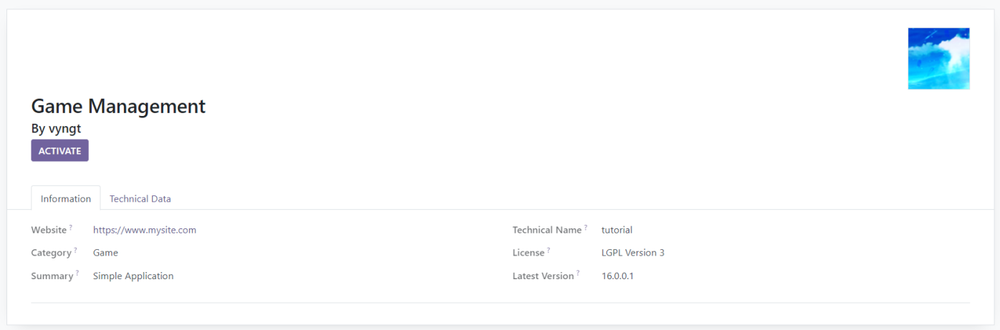 Game Management
By vyngt
ACTIVATE
Information Technical Data
Website ? https://www.mysite.com Technical Name ? tutorial
Category ? Game License ? LGPL Version 3
Summary ? Simple Application Latest Version ? 16.0.0.1